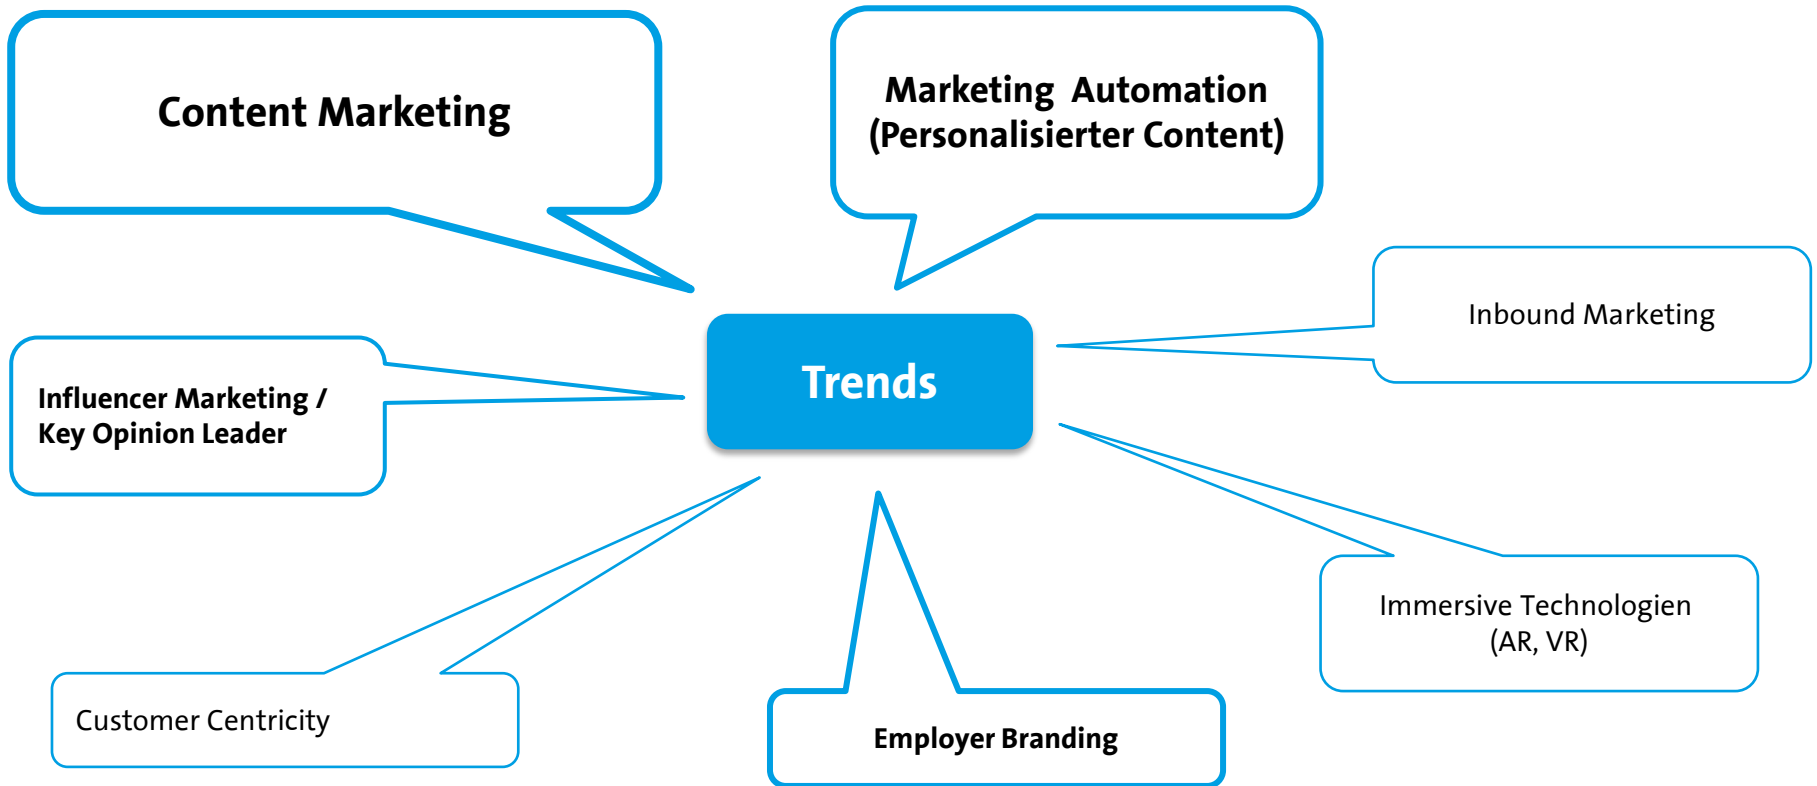 Content Marketing
Marketing Automation
(Personalisierter Content)
Inbound Marketing
Trends
Influencer Marketing /
Key Opinion Leader
Immersive Technologien
(AR, VR)
Customer Centricity
Employer Branding